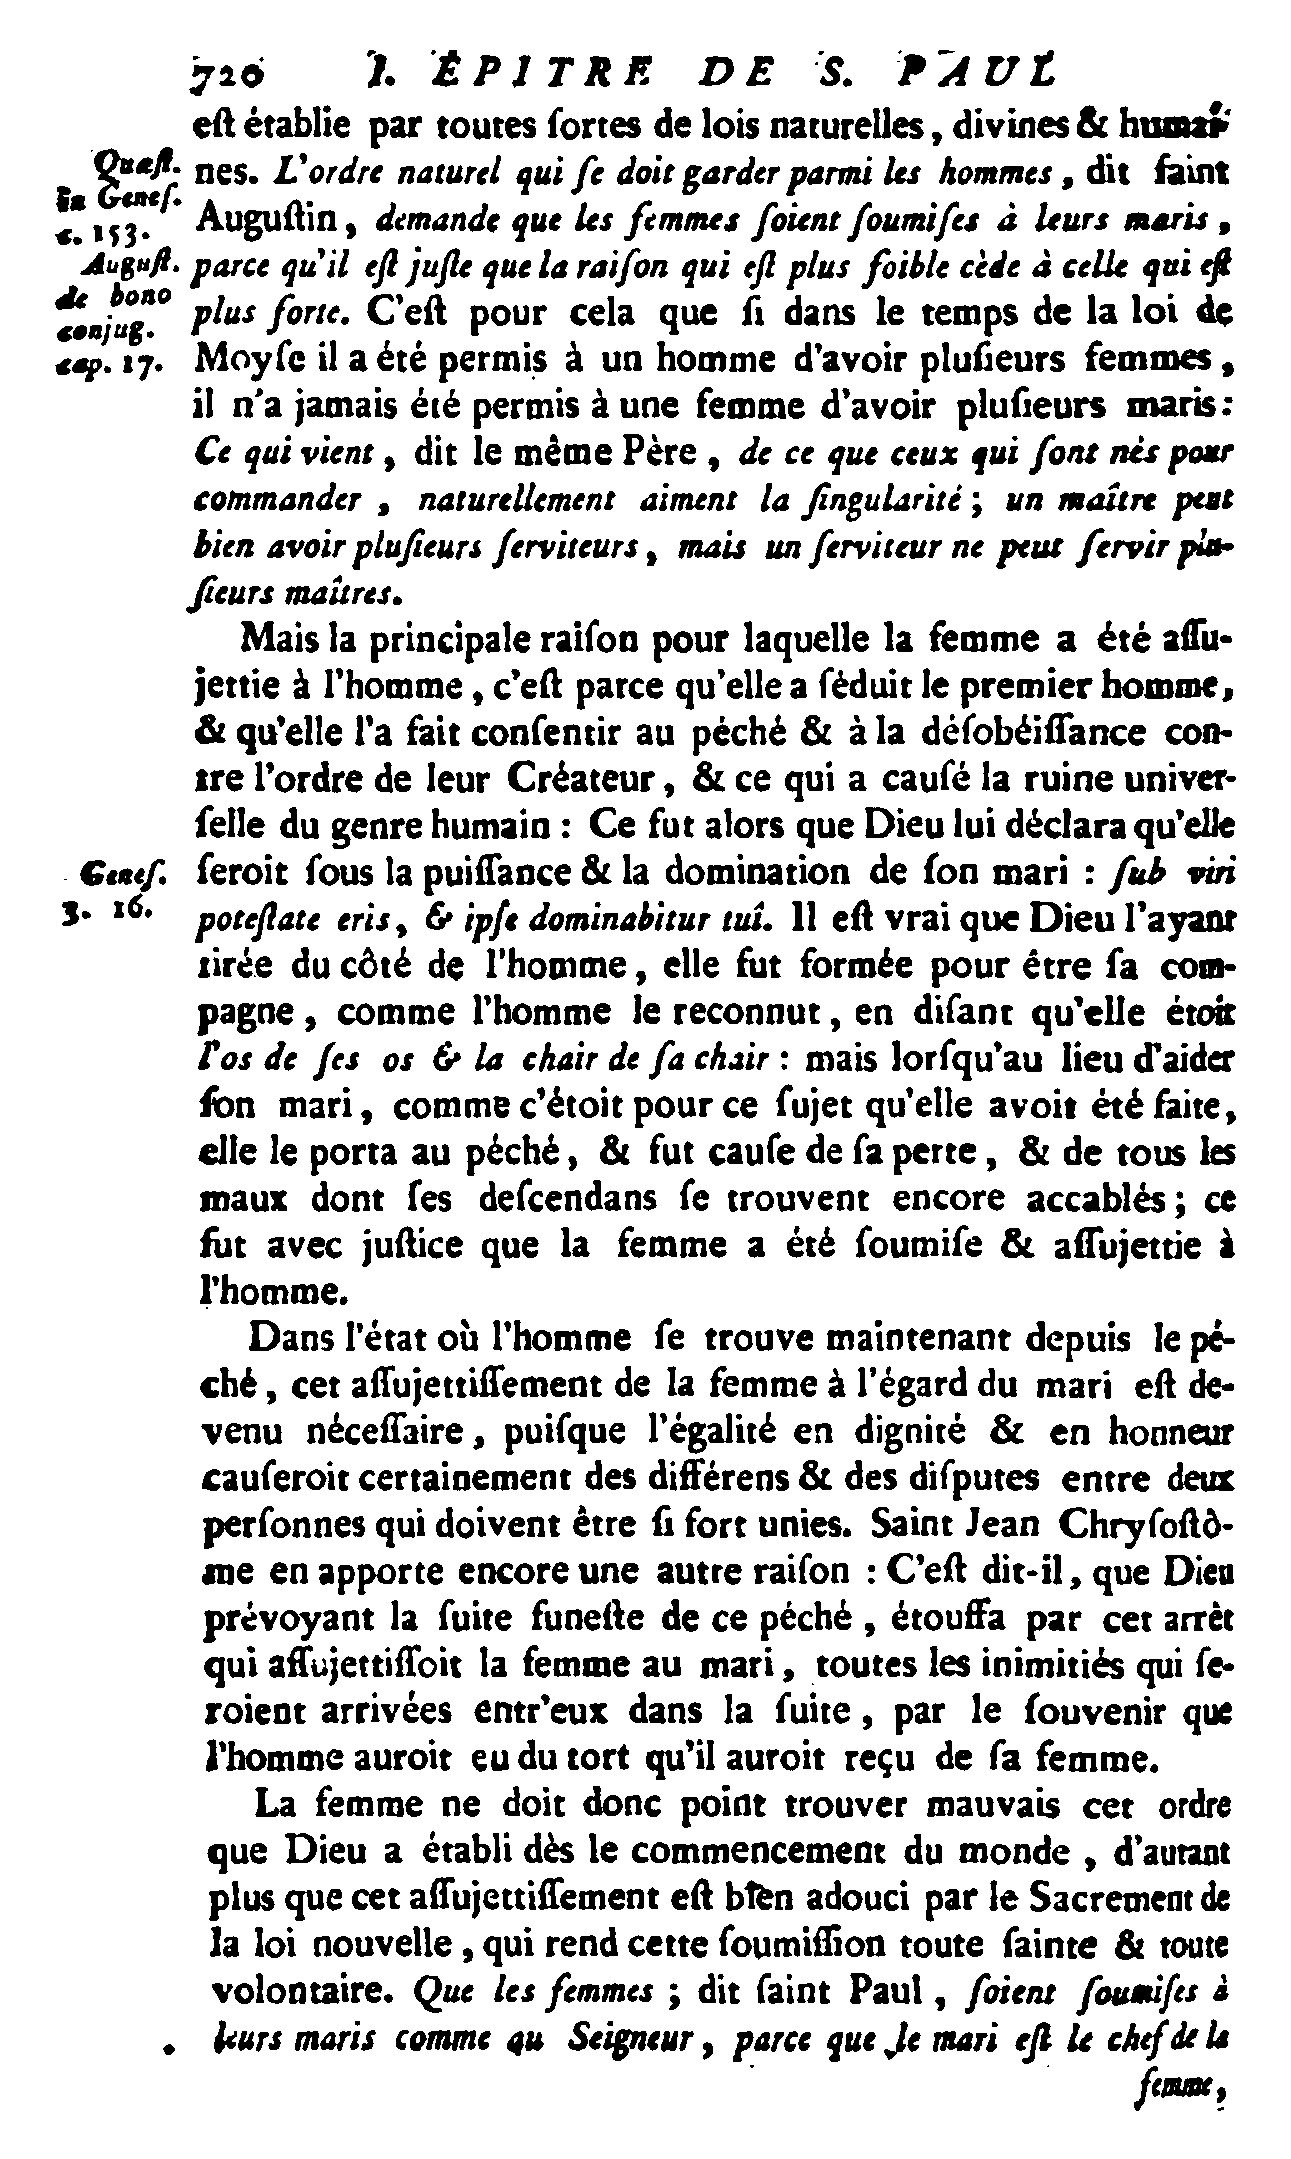 720 I. ÉPITRE DE S. PAUL
eſt établie par toutes ſortes de lois naturelles, divines & humai-
nes. L'ordre naturel qui ſe doit garder parmi les hommes, dit ſaint
Auguſtin, demande que les femmes ſoient ſoumiſes à leurs maris,
parce qu'il eſt juſte que la raiſon qui eſt plus foible cède à celle qui eſt
plus forte. C'eſt pour cela que ſi dans le temps de la loi de
Moyſe il a été permis à un homme d'avoir pluſieurs femmes,
il n'a jamais été permis à une femme d'avoir pluſieurs maris:
Ce qui vient, dit le même Père, de ce que ceux qui ſont nés pour
commander, naturellement aiment la ſingularité; un maître peut
bien avoir pluſieurs ſerviteurs, mais un ſerviteur ne peut ſervir plu-
ſieurs maîtres.
Quæſt.
in Geneſ.
c. 153.
Auguſt.
de bono
conjug.
cap. 17.
Mais la principale raiſon pour laquelle la femme a été aſſu-
jettie à l'homme, c'eſt parce qu'elle a ſéduit le premier homme,
& qu'elle l'a fait conſentir au péché & à la déſobéiſſance con-
tre l'ordre de leur Créateur, & ce qui a cauſé la ruine univer-
ſelle du genre humain : Ce fut alors que Dieu lui déclara qu'elle
ſeroit ſous la puiſſance & la domination de ſon mari : ſub viri
poteſtate eris, & ipſe dominabitur tuî. Il eſt vrai que Dieu l'ayant
tirée du côté de l'homme, elle fut formée pour être ſa com-
pagne, comme l'homme le reconnut, en diſant qu'elle étoit
l'os de ſes os & la chair de ſa chair : mais lorſqu'au lieu d'aider
ſon mari, comme c'étoit pour ce ſujet qu'elle avoit été faite,
elle le porta au péché, & fut cauſe de ſa perte, & de tous les
maux dont ſes deſcendans ſe trouvent encore accablés; ce
fut avec juſtice que la femme a été ſoumiſe & aſſujettie à
l'homme.
Geneſ.
3. 16.
Dans l'état où l'homme ſe trouve maintenant depuis le pé-
ché, cet aſſujettiſſement de la femme à l'égard du mari eſt de-
venu néceſſaire, puiſque l'égalité en dignité & en honneur
cauſeroit certainement des différens & des diſputes entre deux
perſonnes qui doivent être ſi fort unies. Saint Jean Chryſoſtô-
me en apporte encore une autre raiſon : C'eſt dit-il, que Dieu
prévoyant la ſuite funeſte de ce péché, étouffa par cet arrêt
qui aſſujettiſſoit la femme au mari, toutes les inimitiés qui ſe-
roient arrivées entr'eux dans la ſuite, par le ſouvenir que
l'homme auroit eu du tort qu'il auroit reçu de ſa femme.
La femme ne doit donc point trouver mauvais cet ordre
que Dieu a établi dès le commencement du monde, d'autant
plus que cet aſſujettiſſement eſt bien adouci par le Sacrement de
la loi nouvelle, qui rend cette ſoumiſſion toute ſainte & toute
volontaire. Que les femmes; dit ſaint Paul, ſoient ſoumiſes à
leurs maris comme au Seigneur, parce que le mari eſt le chef de la
femme,